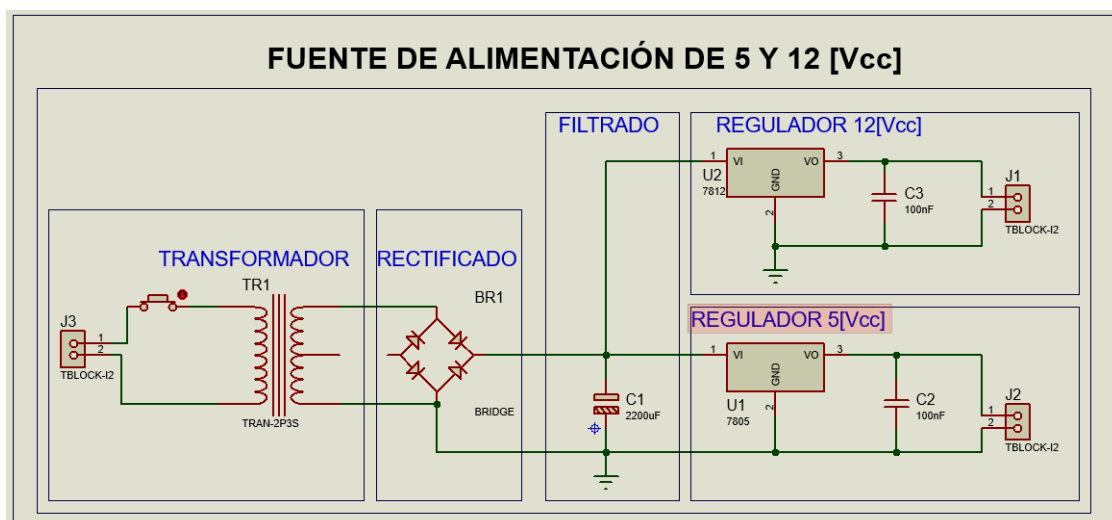 FUENTE DE ALIMENTACIÓN DE 5 Y 12 [Vcc]
FILTRADO
REGULADOR 12[Vcc]
1
VI
VO
3
GND
2
U2
7812
C3
100nF
J1
1
2
TBLOCK-I2
TRANSFORMADOR
RECTIFICADO
TR1
BR1
J3
1
2
TBLOCK-I2
TRAN-2P3S
BRIDGE
C1
2200uF
REGULADOR 5[Vcc]
1
VI
VO
3
GND
2
U1
7805
C2
100nF
J2
1
2
TBLOCK-I2